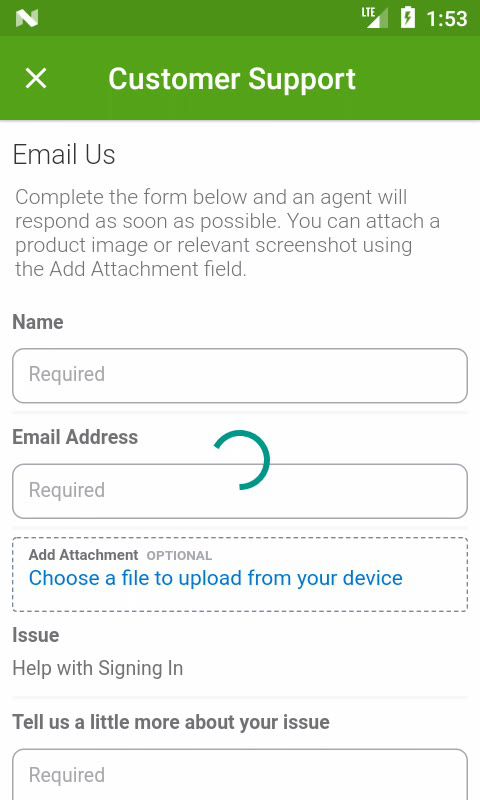 LTE 1:53
Customer Support
Email Us
Complete the form below and an agent will
respond as soon as possible. You can attach a
product image or relevant screenshot using
the Add Attachment field.
Name
Required
Email Address
Required
Add Attachment OPTIONAL
Choose a file to upload from your device
Issue
Help with Signing In
Tell us a little more about your issue
Required